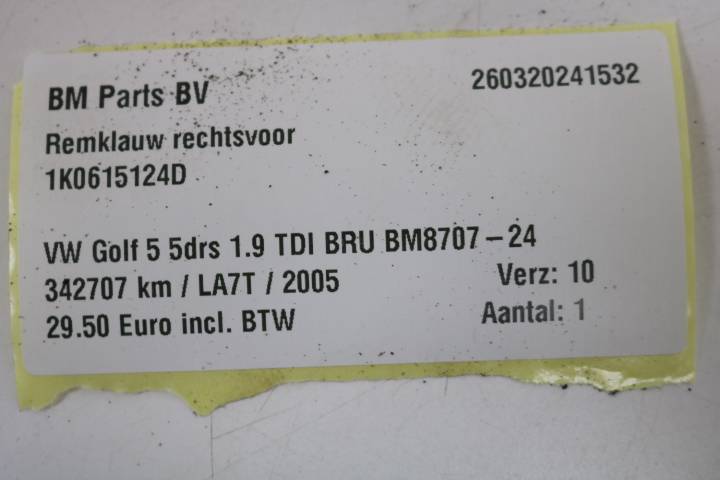 BM Parts BV 260320241532
Remklauw rechtsvoor
1K0615124D
VW Golf 5 5drs 1.9 TDI BRU BM8707-24
342707 km / LA7T / 2005 Verz: 10
29.50 Euro incl. BTW Aantal: 1